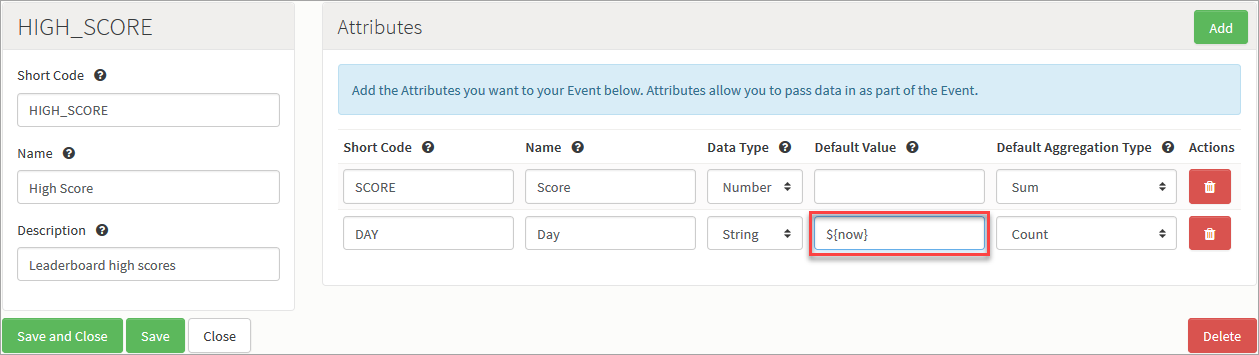 HIGH_SCORE
Short Code
HIGH_SCORE
Name
High Score
Description
Leaderboard high scores
Attributes
Add
Add the Attributes you want to your Event below. Attributes allow you to pass data in as part of the Event.
Short Code Name Data Type Default Value Default Aggregation Type Actions
SCORE Score Number Sum
DAY Day String ${now} Count
Save and Close Save Close Delete